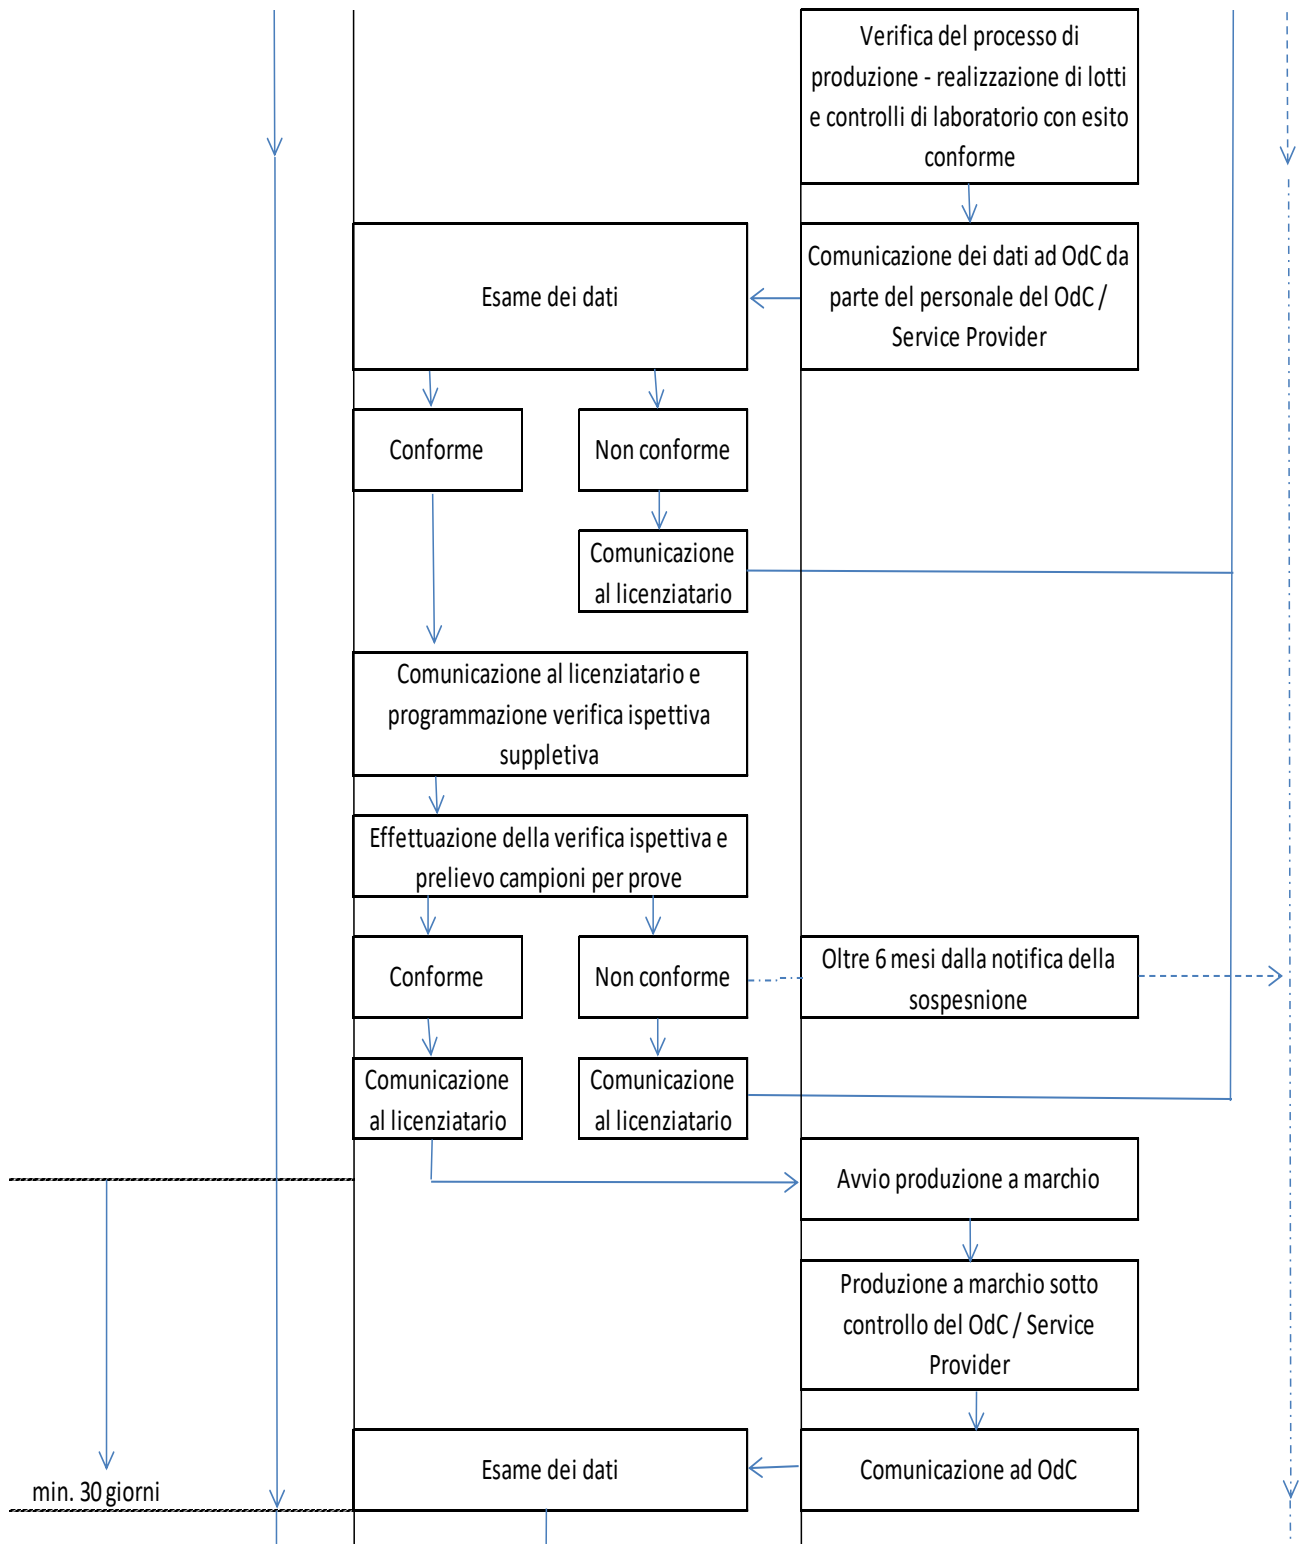 Verifica del processo di
produzione - realizzazione di lotti
e controlli di laboratorio con esito
conforme
Esame dei dati
Comunicazione dei dati ad OdC da
parte del personale del OdC /
Service Provider
Conforme
Non conforme
Comunicazione
al licenziatario
Comunicazione al licenziatario e
programmazione verifica ispettiva
suppletiva
Effettuazione della verifica ispettiva e
prelievo campioni per prove
Conforme
Non conforme
Oltre 6 mesi dalla notifica della
sospesnione
Comunicazione
al licenziatario
Comunicazione
al licenziatario
Avvio produzione a marchio
Produzione a marchio sotto
controllo del OdC / Service
Provider
Esame dei dati
Comunicazione ad OdC
min. 30 giorni